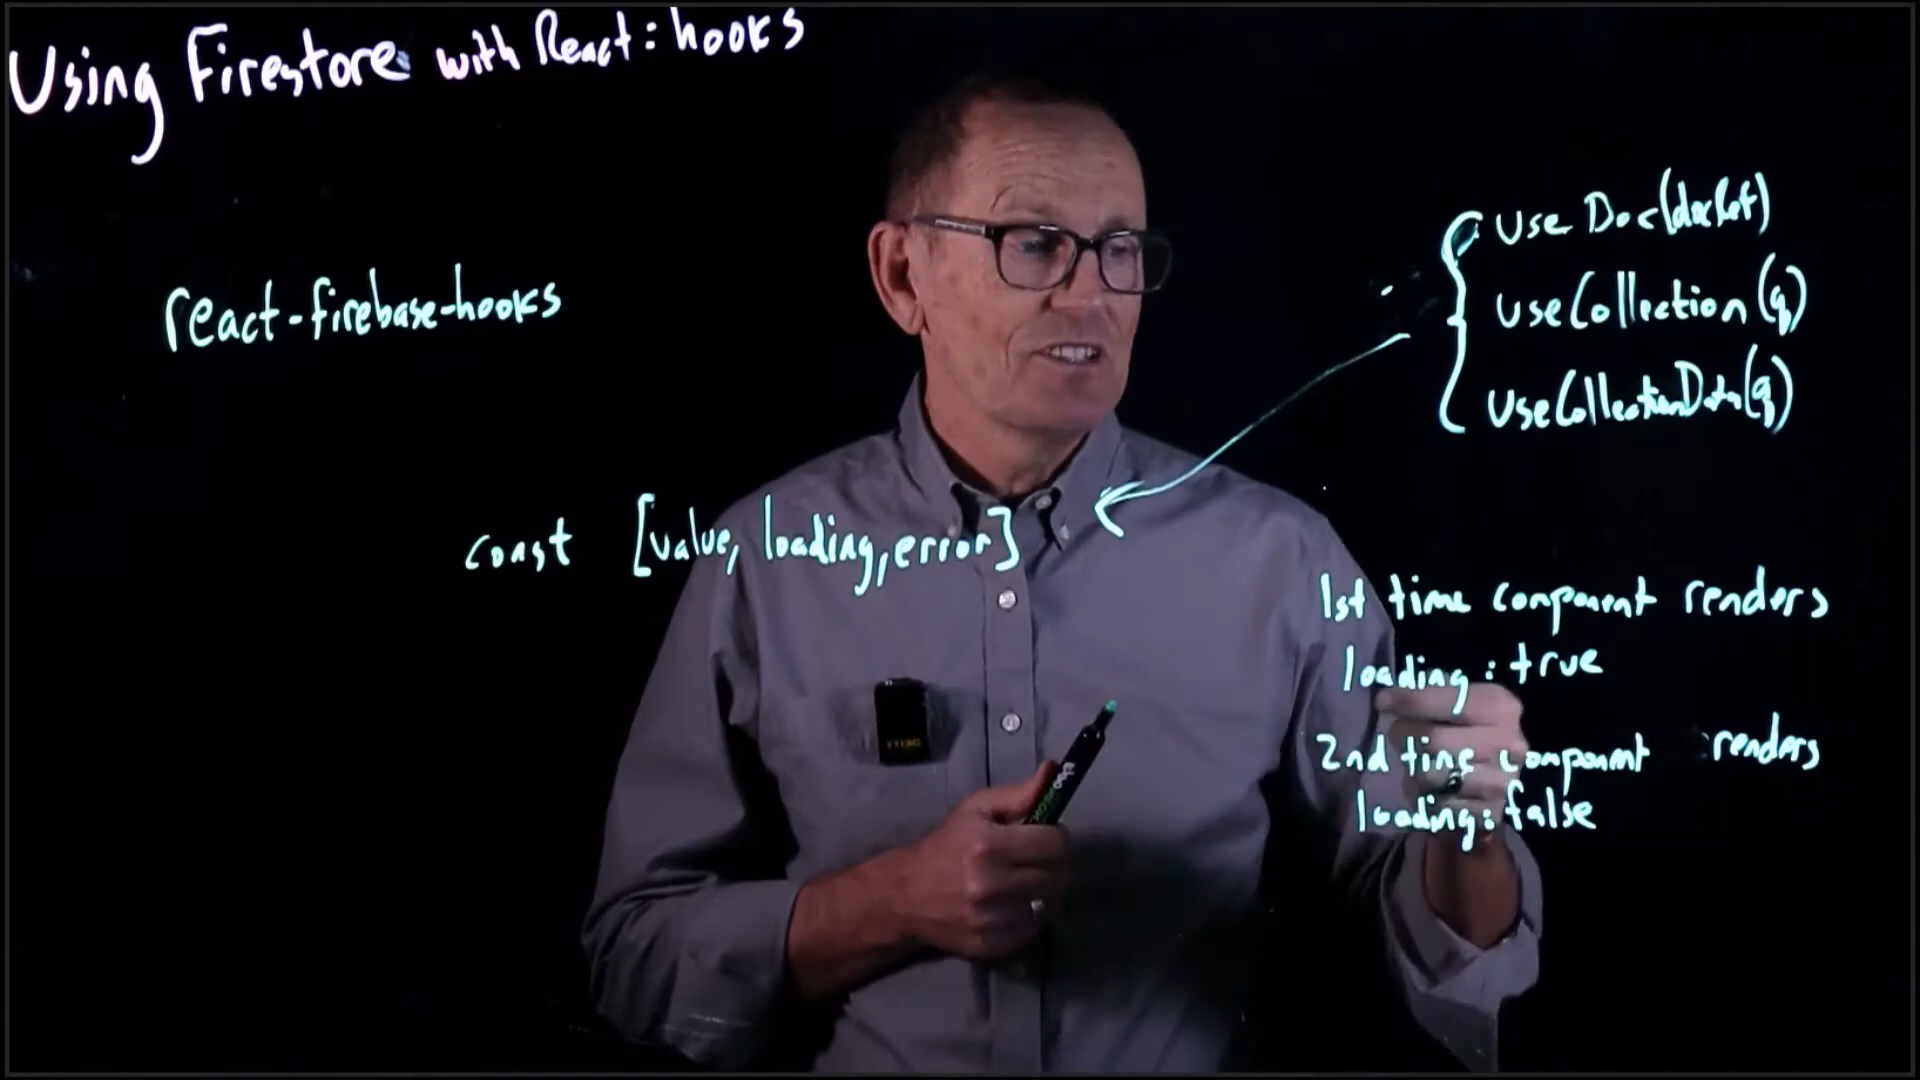 Using Firestore with React: hooks
react-firebase-hooks
useDoc(docRef)
useCollection(q)
useCollectionData(q)
const [value, loading, error]
1st time component renders
loading: true
2nd time component renders
loading: false